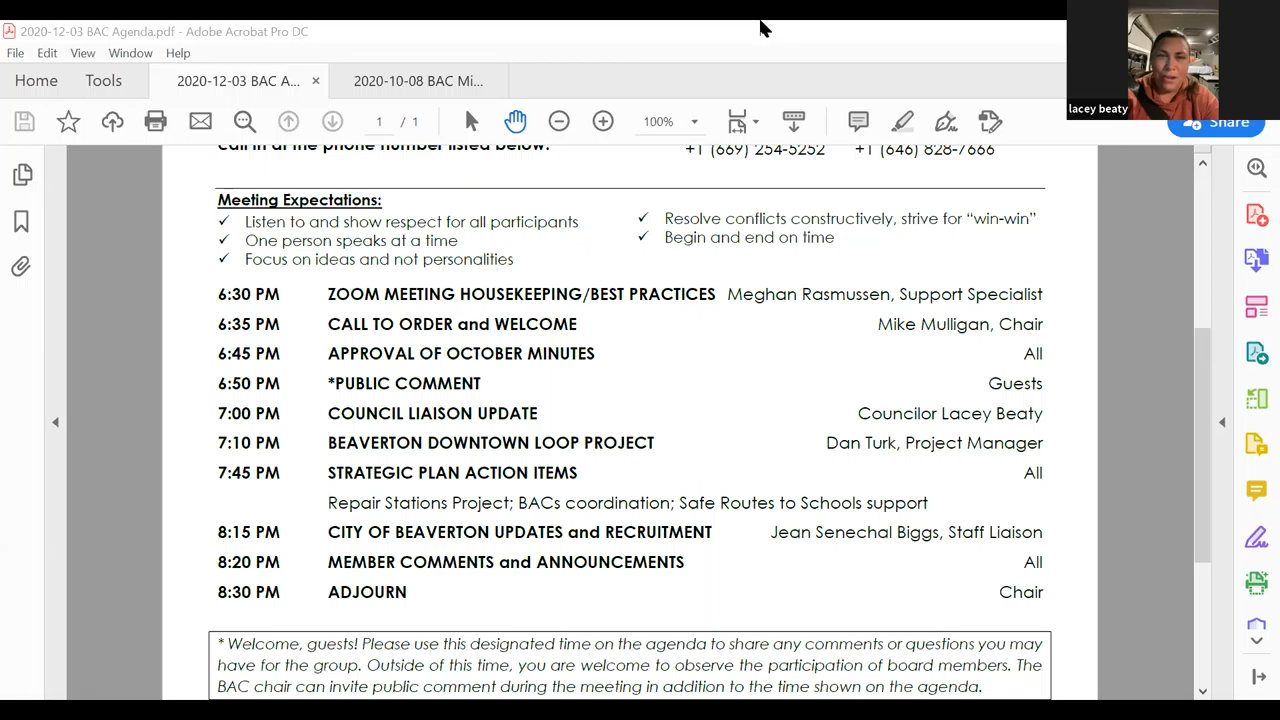 2020-12-03 BAC Agenda.pdf - Adobe Acrobat Pro DC
File Edit View Window Help
Home Tools 2020-12-03 BAC A... × 2020-10-08 BAC Mi...
1 / 1 100% Share
lacey beaty
call in at the phone number listed below. +1 (669) 254-5252 +1 (646) 828-7666
Meeting Expectations:
✓ Listen to and show respect for all participants
✓ One person speaks at a time
✓ Focus on ideas and not personalities
✓ Resolve conflicts constructively, strive for “win-win”
✓ Begin and end on time
6:30 PM ZOOM MEETING HOUSEKEEPING/BEST PRACTICES Meghan Rasmussen, Support Specialist
6:35 PM CALL TO ORDER and WELCOME Mike Mulligan, Chair
6:45 PM APPROVAL OF OCTOBER MINUTES All
6:50 PM *PUBLIC COMMENT Guests
7:00 PM COUNCIL LIAISON UPDATE Councilor Lacey Beaty
7:10 PM BEAVERTON DOWNTOWN LOOP PROJECT Dan Turk, Project Manager
7:45 PM STRATEGIC PLAN ACTION ITEMS All
Repair Stations Project; BACs coordination; Safe Routes to Schools support
8:15 PM CITY OF BEAVERTON UPDATES and RECRUITMENT Jean Senechal Biggs, Staff Liaison
8:20 PM MEMBER COMMENTS and ANNOUNCEMENTS All
8:30 PM ADJOURN Chair
* Welcome, guests! Please use this designated time on the agenda to share any comments or questions you may
have for the group. Outside of this time, you are welcome to observe the participation of board members. The
BAC chair can invite public comment during the meeting in addition to the time shown on the agenda.